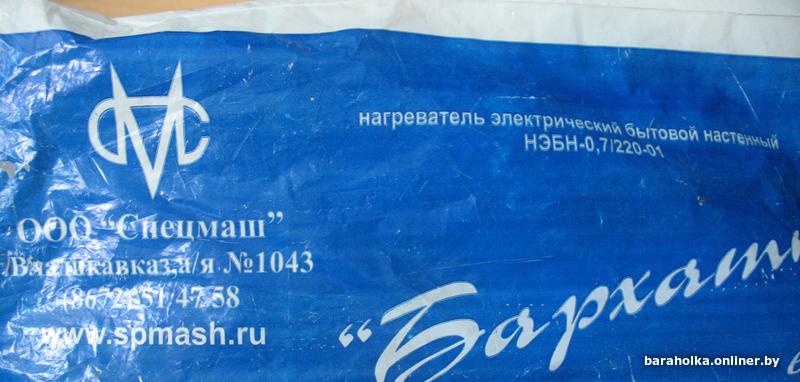 ООО “Спецмаш”
Владикавказ,а/я №1043
(8672) 51 47 58
www.spmash.ru
нагреватель электрический бытовой настенный
НЭБН-0,7/220-01
“Бархатн
baraholka.onliner.by